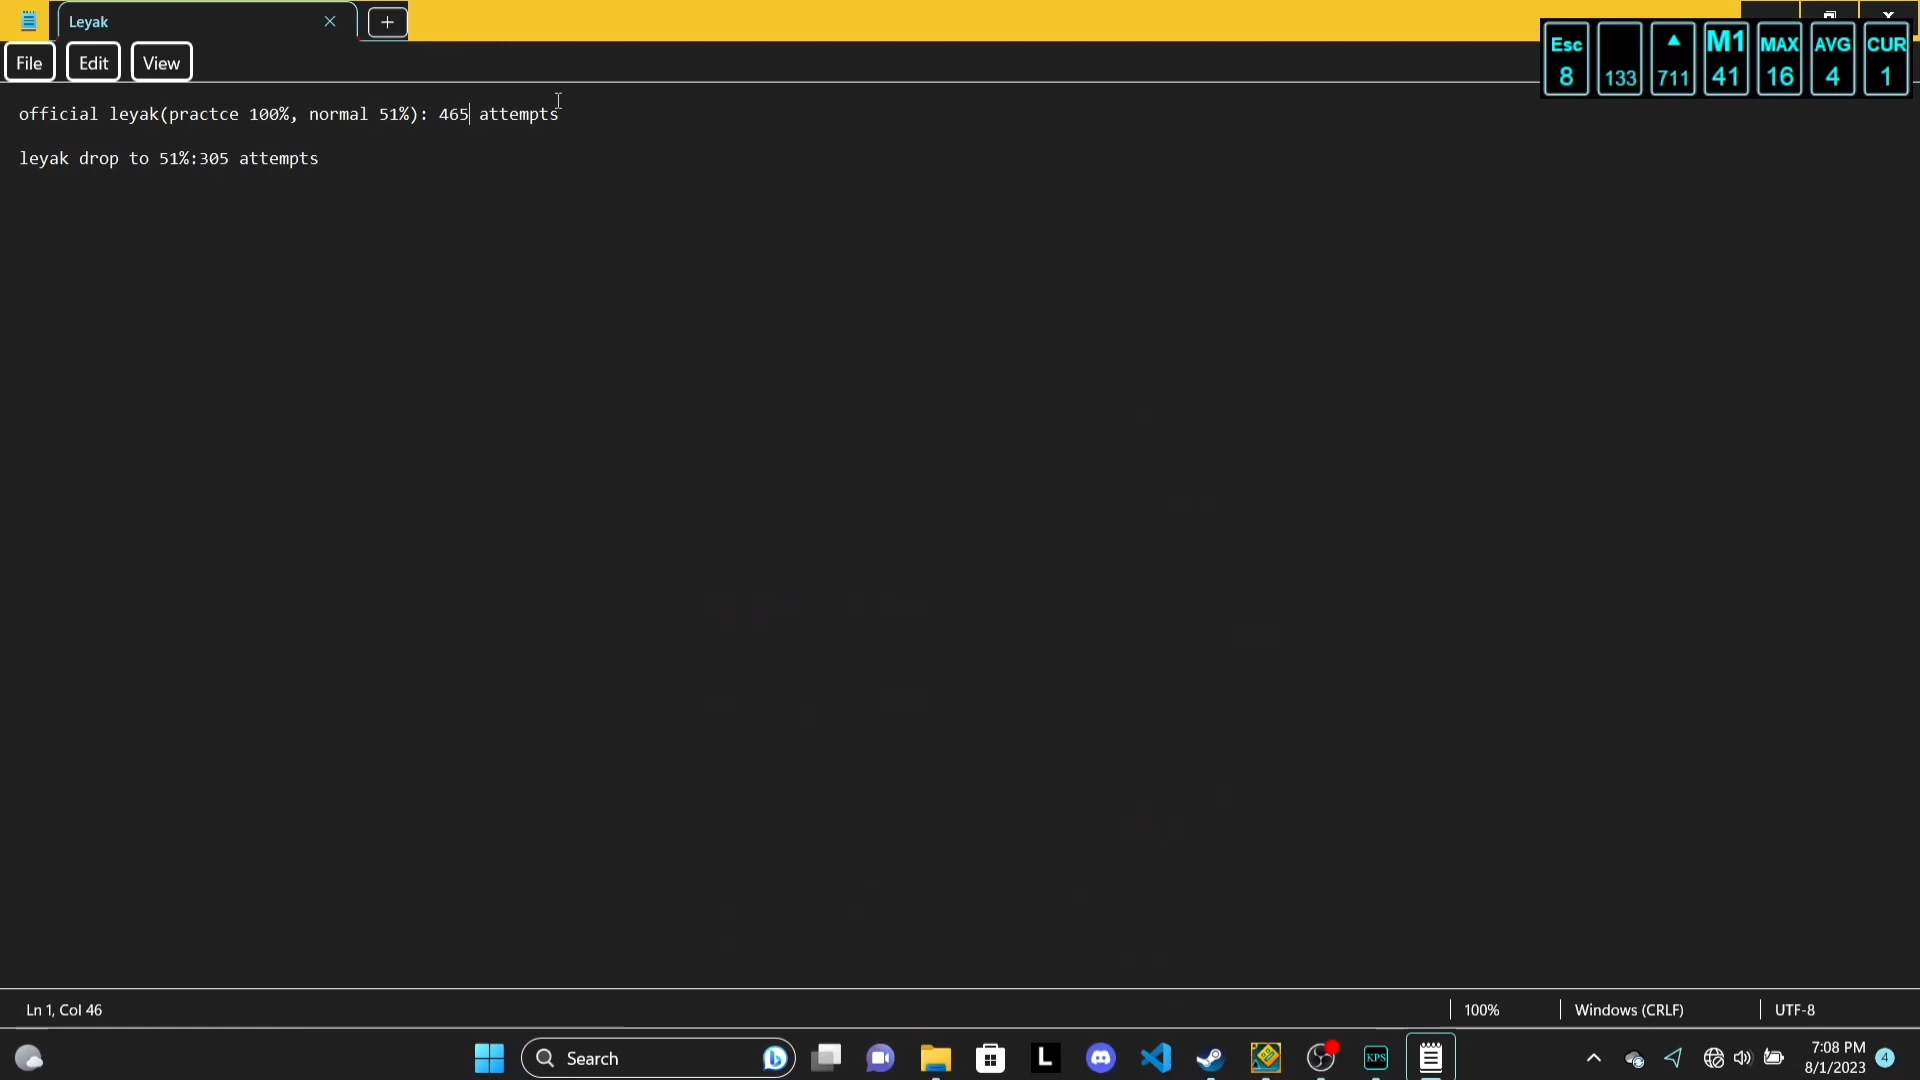 Leyak
File Edit View
Esc M1 MAX AVG CUR
8 133 711 41 16 4 1
official leyak(practce 100%, normal 51%): 465 attempts
leyak drop to 51%:305 attempts
Ln 1, Col 46 100% Windows (CRLF) UTF-8
Search
L
KPS
7:08 PM
8/1/2023
4